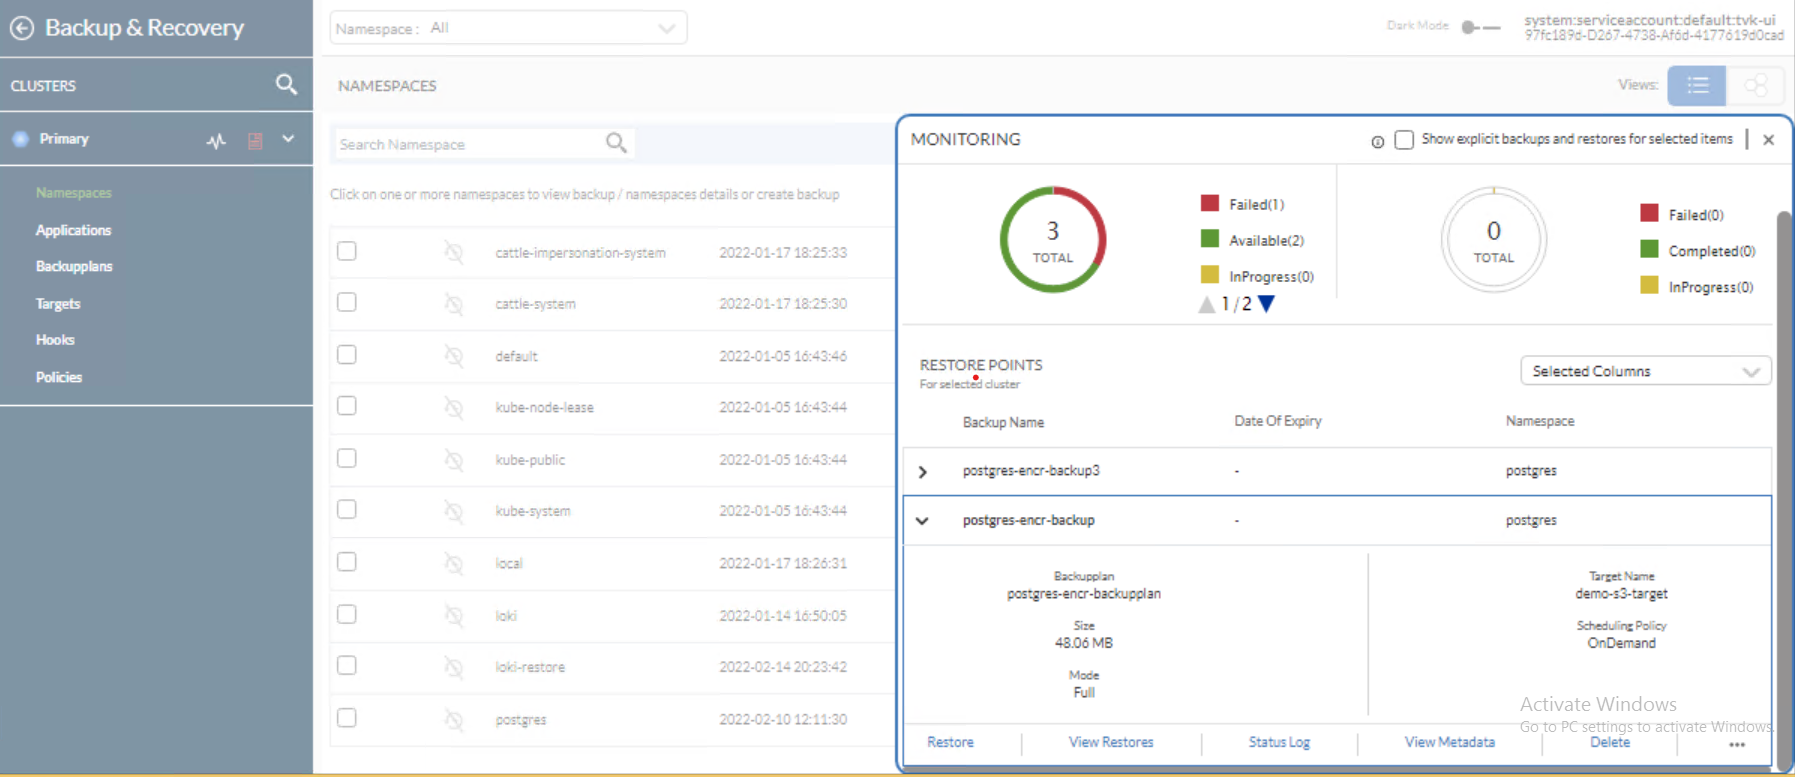 Backup & Recovery
CLUSTERS
Primary
Namespaces
Applications
Backupplans
Targets
Hooks
Policies
Namespace : All
Dark Mode
system:serviceaccount:default:tvk-ui
97fc189d-D267-4738-Af6d-4177619d0cad
NAMESPACES
Views:
Search Namespace
Click on one or more namespaces to view backup / namespaces details or create backup
cattle-impersonation-system 2022-01-17 18:25:33
cattle-system 2022-01-17 18:25:30
default 2022-01-05 16:43:46
kube-node-lease 2022-01-05 16:43:44
kube-public 2022-01-05 16:43:44
kube-system 2022-01-05 16:43:44
local 2022-01-17 18:26:31
loki 2022-01-14 16:50:05
loki-restore 2022-02-14 20:23:42
postgres 2022-02-10 12:11:30
MONITORING
Show explicit backups and restores for selected items
3
TOTAL
Failed(1)
Available(2)
InProgress(0)
1 / 2
0
TOTAL
Failed(0)
Completed(0)
InProgress(0)
RESTORE POINTS
For selected cluster
Selected Columns
Backup Name Date Of Expiry Namespace
postgres-encr-backup3 - postgres
postgres-encr-backup - postgres
Backupplan
postgres-encr-backupplan
Size
48.06 MB
Mode
Full
Target Name
demo-s3-target
Scheduling Policy
OnDemand
Activate Windows
Go to PC settings to activate Windows.
Restore View Restores Status Log View Metadata Delete ...